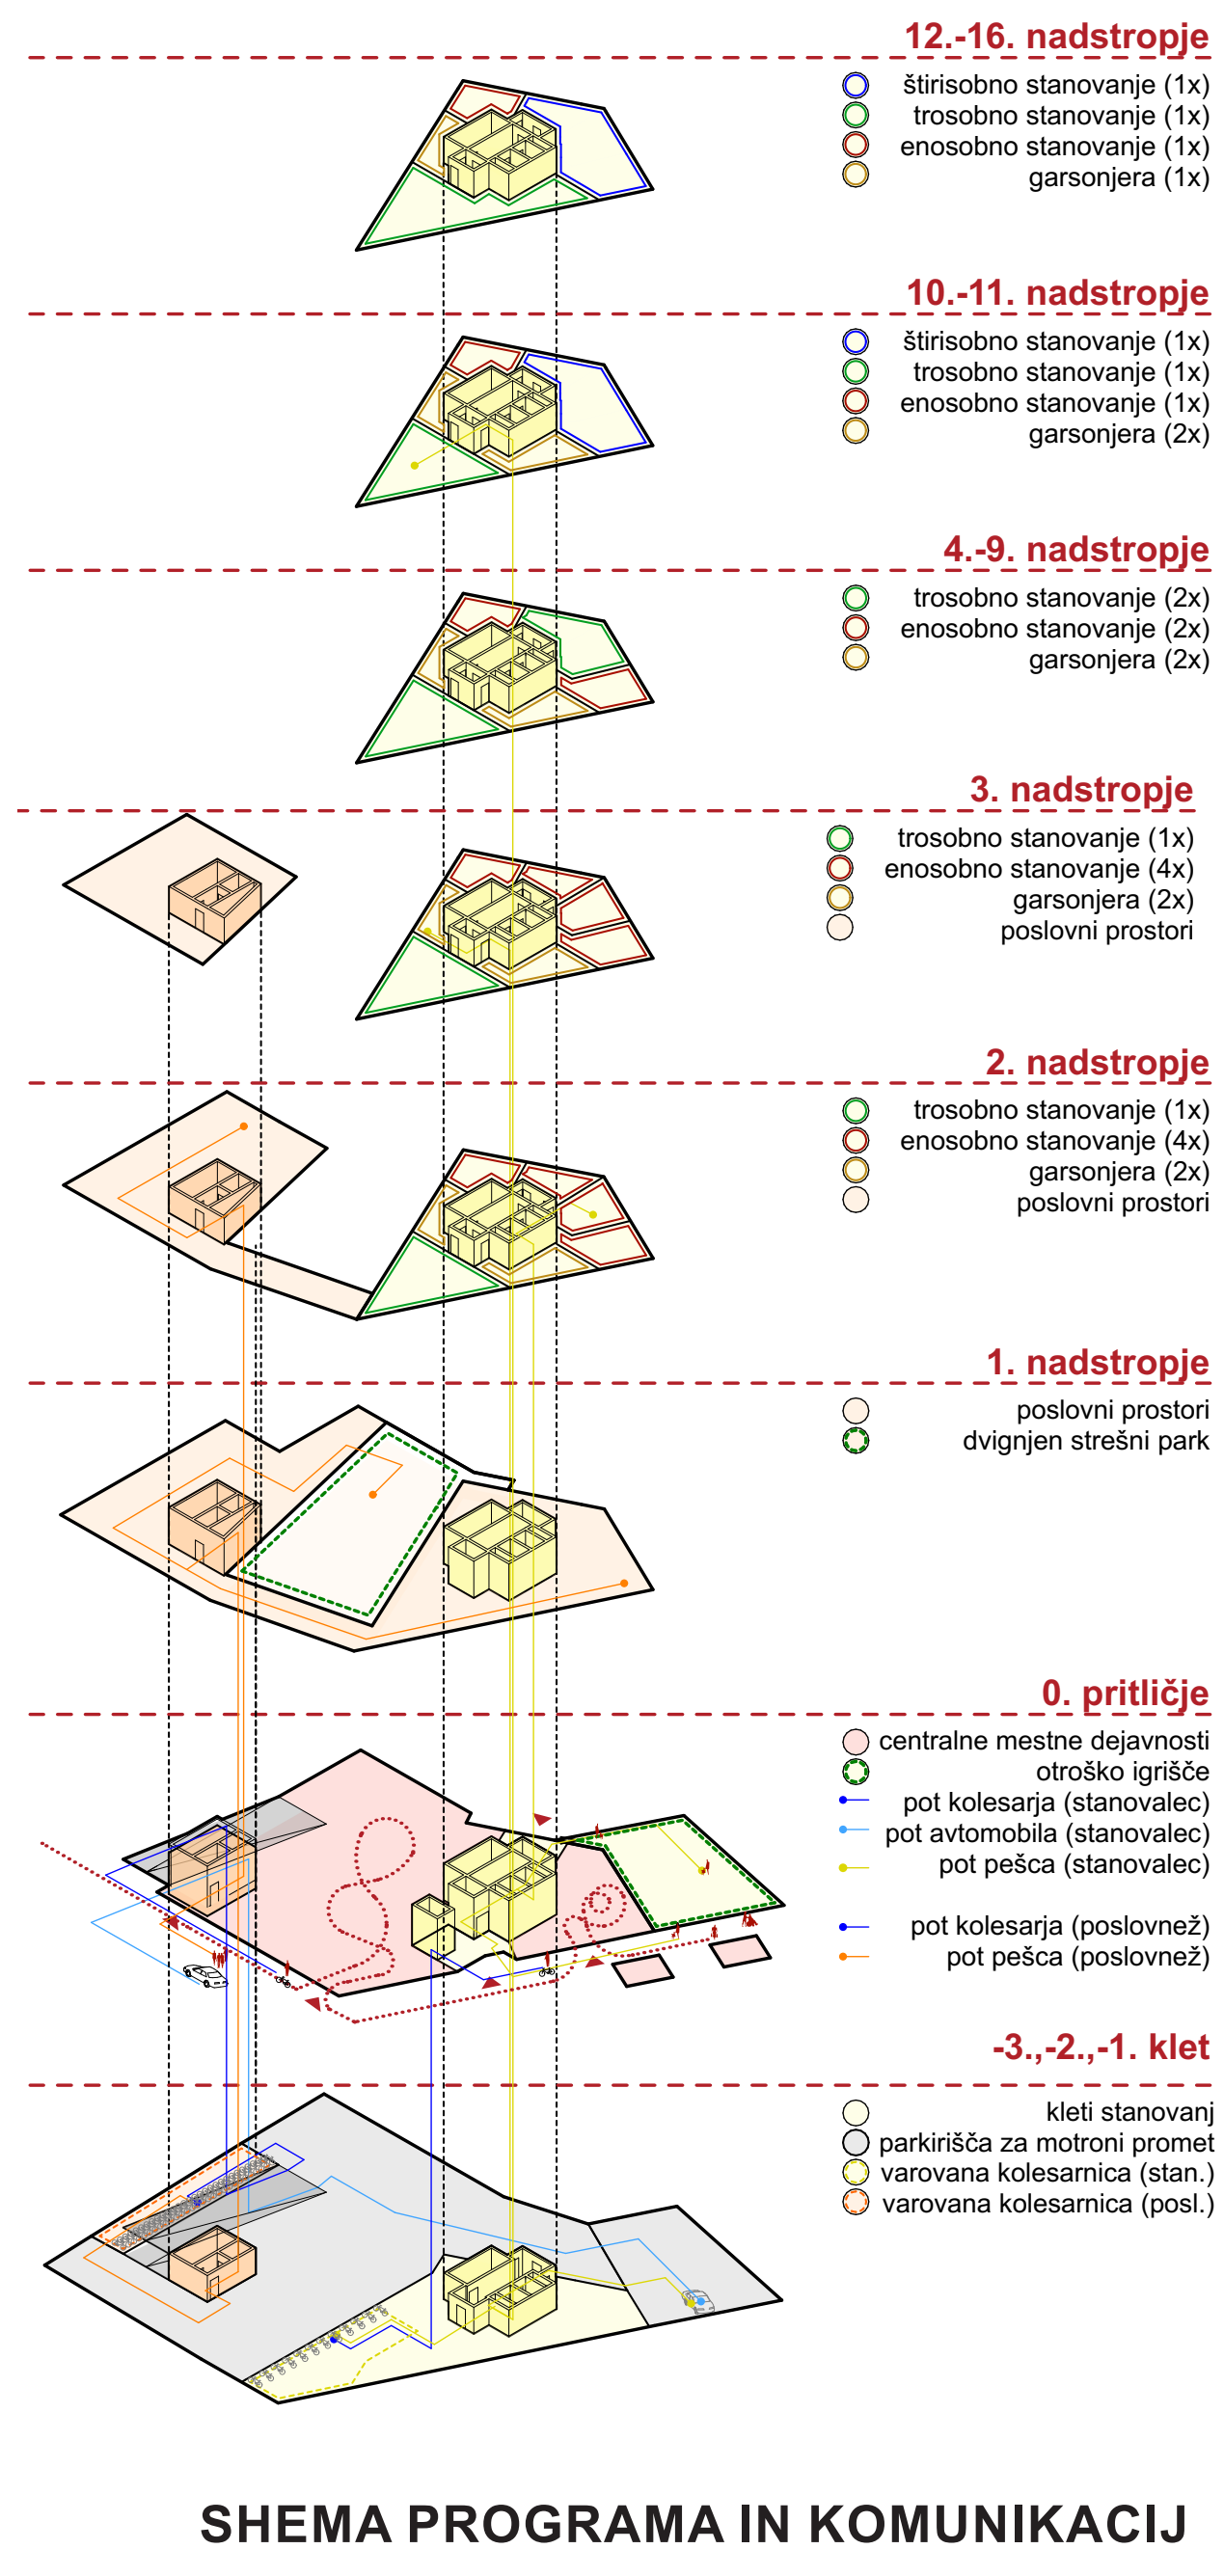 12.-16. nadstropje
štirisobno stanovanje (1x)
trosobno stanovanje (1x)
enosobno stanovanje (1x)
garsonjera (1x)
10.-11. nadstropje
štirisobno stanovanje (1x)
trosobno stanovanje (1x)
enosobno stanovanje (1x)
garsonjera (2x)
4.-9. nadstropje
trosobno stanovanje (2x)
enosobno stanovanje (2x)
garsonjera (2x)
3. nadstropje
trosobno stanovanje (1x)
enosobno stanovanje (4x)
garsonjera (2x)
poslovni prostori
2. nadstropje
trosobno stanovanje (1x)
enosobno stanovanje (4x)
garsonjera (2x)
poslovni prostori
1. nadstropje
poslovni prostori
dvignjen strešni park
0. pritličje
centralne mestne dejavnosti
otroško igrišče
pot kolesarja (stanovalec)
pot avtomobila (stanovalec)
pot pešca (stanovalec)
pot kolesarja (poslovnež)
pot pešca (poslovnež)
-3.,-2.,-1. klet
kleti stanovanj
parkirišča za motroni promet
varovana kolesarnica (stan.)
varovana kolesarnica (posl.)
SHEMA PROGRAMA IN KOMUNIKACIJ